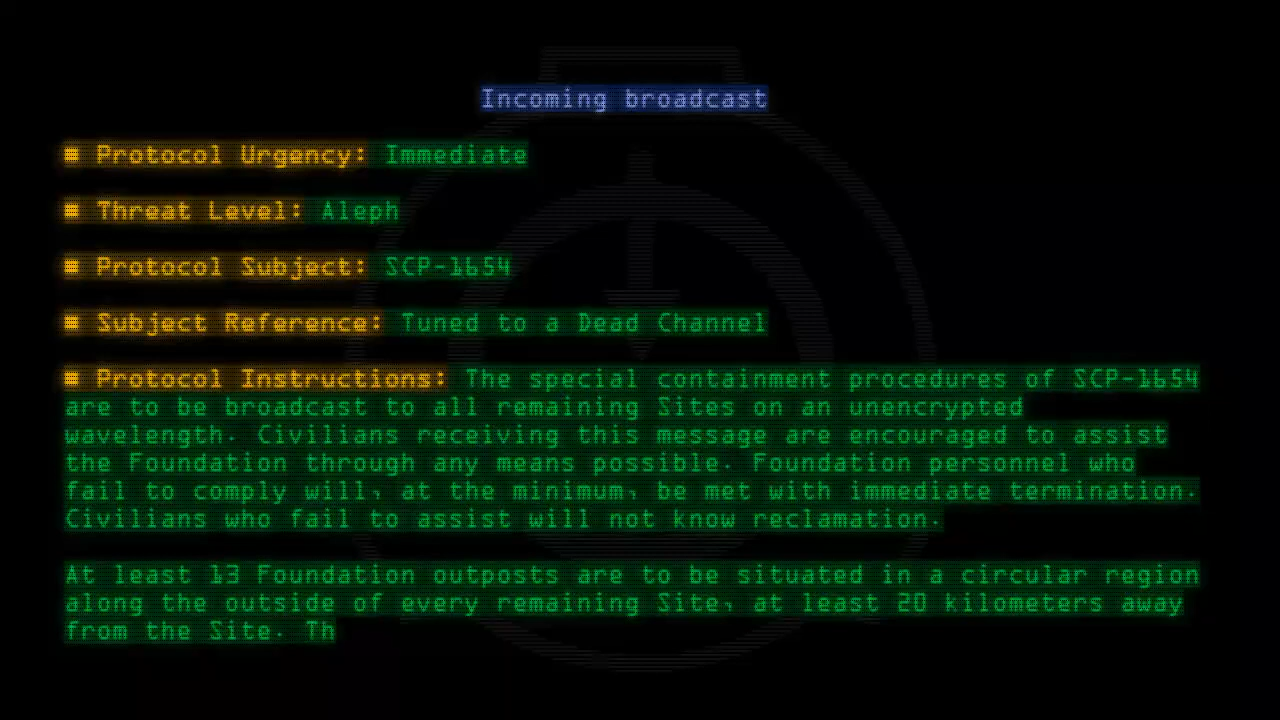 Incoming broadcast
■ Protocol Urgency: Immediate
■ Threat Level: Aleph
■ Protocol Subject: SCP-1654
■ Subject Reference: Tuned to a Dead Channel
■ Protocol Instructions: The special containment procedures of SCP-1654
are to be broadcast to all remaining Sites on an unencrypted
wavelength. Civilians receiving this message are encouraged to assist
the Foundation through any means possible. Foundation personnel who
fail to comply will, at the minimum, be met with immediate termination.
Civilians who fail to assist will not know reclamation.
At least 13 Foundation outposts are to be situated in a circular region
along the outside of every remaining Site, at least 20 kilometers away
from the Site. Th